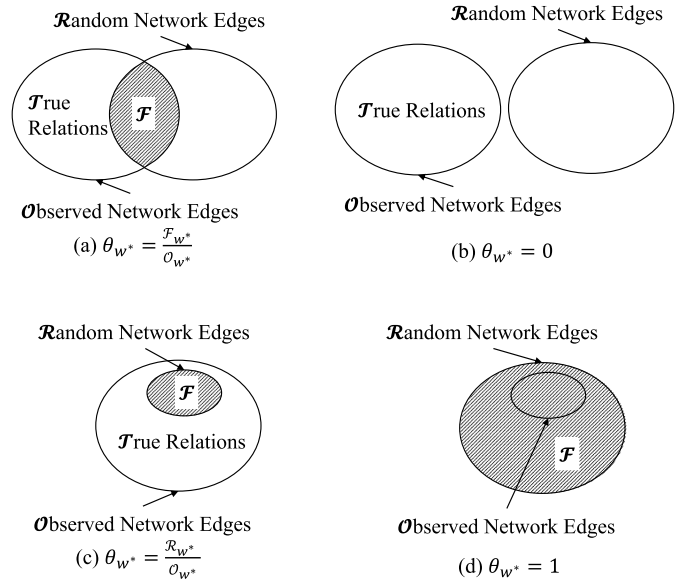 𝓡andom Network Edges
𝓣rue
Relations
𝓕
𝓞bserved Network Edges
(a) θ_{w*} = 𝓕_{w*}/𝒪_{w*}
𝓡andom Network Edges
𝓣rue Relations
𝓞bserved Network Edges
(b) θ_{w*} = 0
𝓡andom Network Edges
𝓕
𝓣rue Relations
𝓞bserved Network Edges
(c) θ_{w*} = ℛ_{w*}/𝒪_{w*}
𝓡andom Network Edges
𝓕
𝓞bserved Network Edges
(d) θ_{w*} = 1